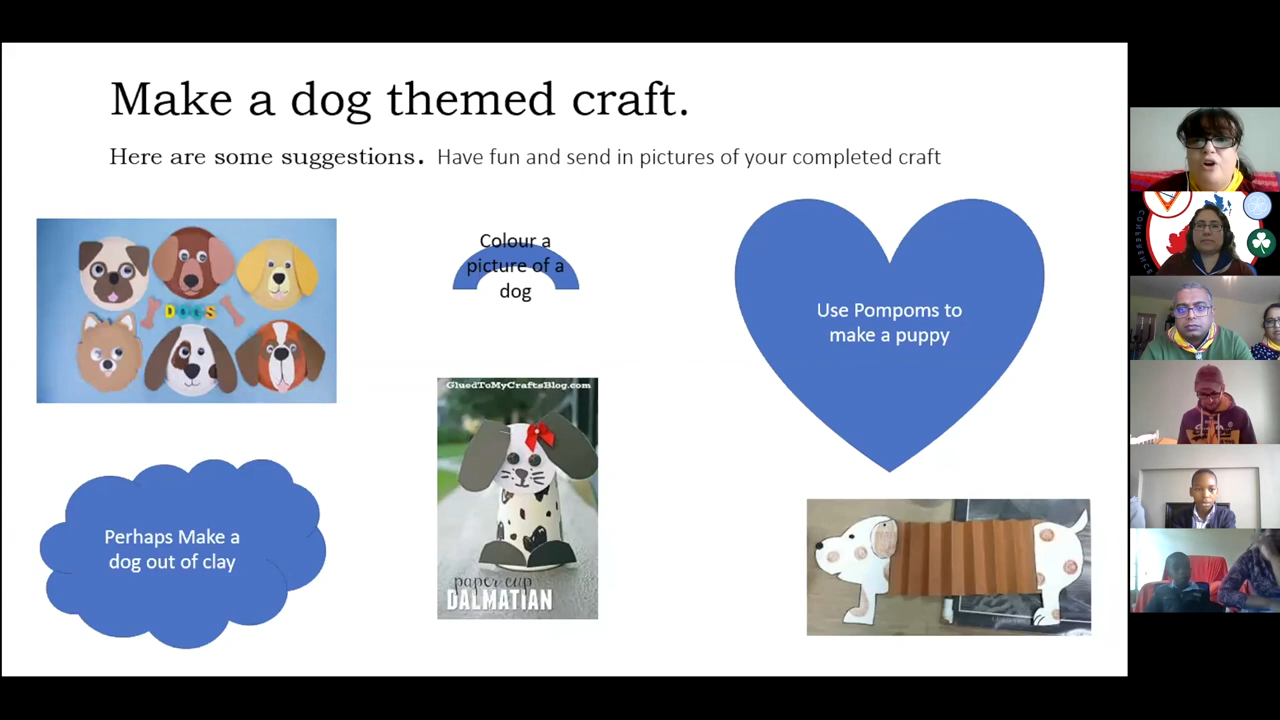 Make a dog themed craft.
Here are some suggestions. Have fun and send in pictures of your completed craft
DOGS
Colour a
picture of a
dog
Use Pompoms to
make a puppy
GluedToMyCraftsBlog.com
paper cup
DALMATIAN
Perhaps Make a
dog out of clay
CONFERENCE